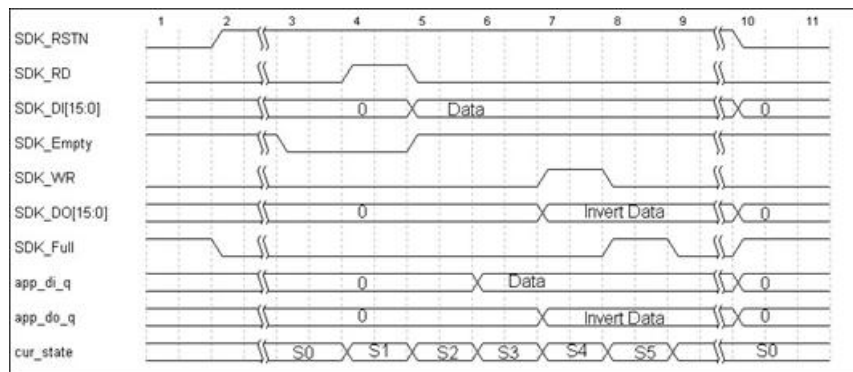 1 2 3 4 5 6 7 8 9 10 11
SDK_RSTN
SDK_RD
SDK_DI[15:0] 0 Data 0
SDK_Empty
SDK_WR
SDK_DO[15:0] 0 Invert Data 0
SDK_Full
app_di_q 0 Data 0
app_do_q 0 Invert Data 0
cur_state S0 S1 S2 S3 S4 S5 S0